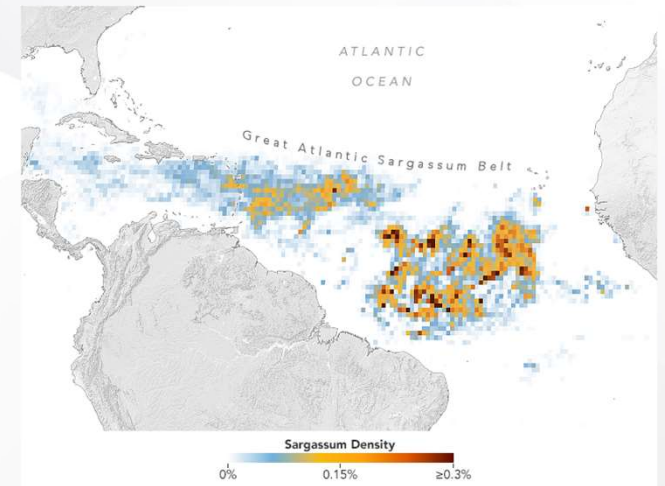 ATLANTIC
OCEAN
Great Atlantic Sargassum Belt
Sargassum Density
0% 0.15% ≥0.3%